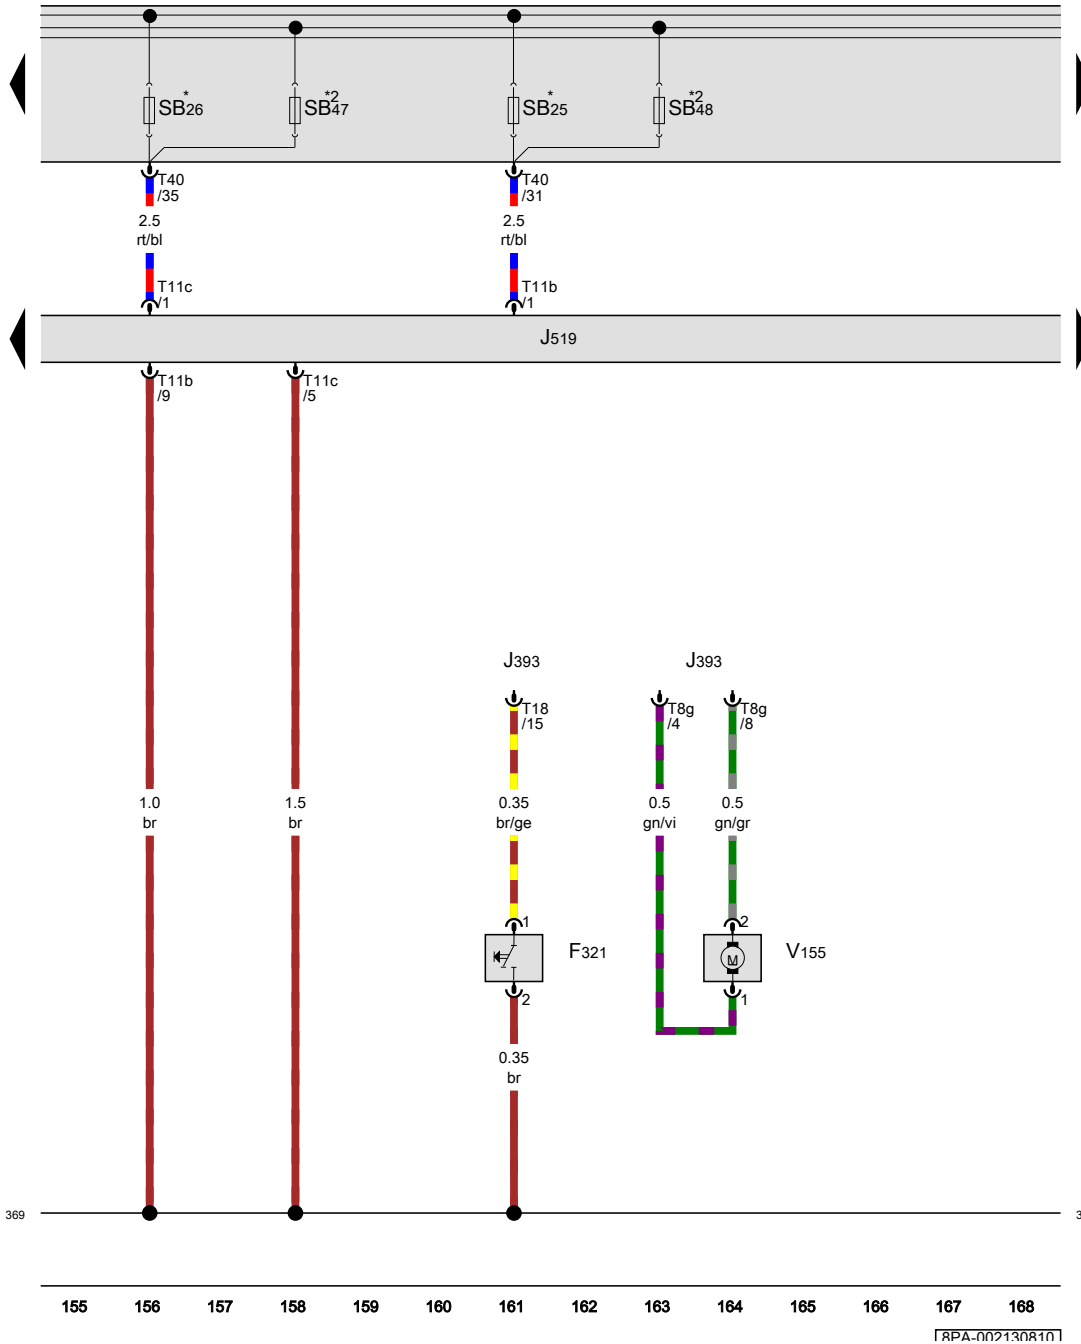 SB26 *
SB47 *2
SB25 *
SB48 *2
T40
/35
T40
/31
2.5
rt/bl
2.5
rt/bl
T11c
/1
T11b
/1
J519
T11b
/9
T11c
/5
J393
J393
T18
/15
T8g
/4
T8g
/8
1.0
br
1.5
br
0.35
br/ge
0.5
gn/vi
0.5
gn/gr
1
2
F321
M
V155
2
1
0.35
br
369
3
155 156 157 158 159 160 161 162 163 164 165 166 167 168
8PA-002130810